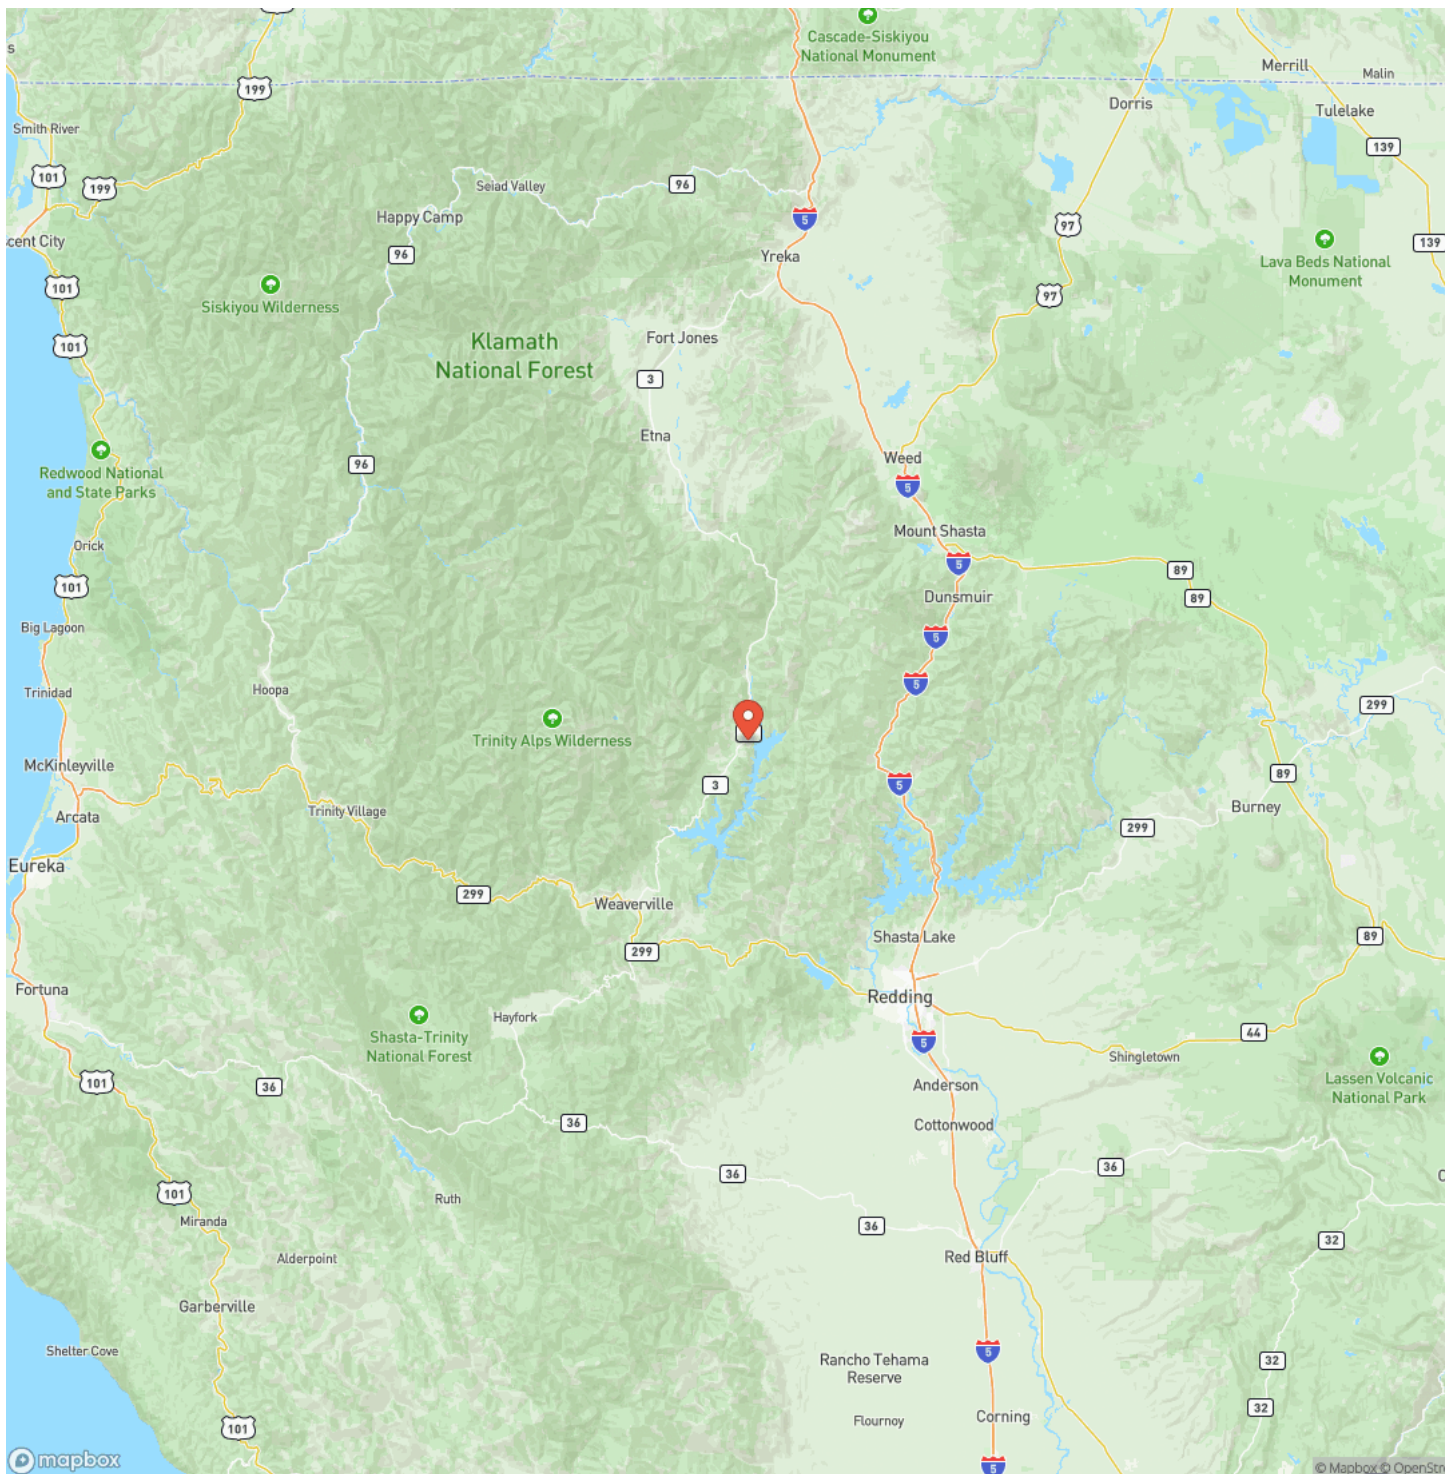 Cascade-Siskiyou
National Monument
Merrill
Malin
199
Dorris
Tulelake
s
Smith River
139
101
199
Seiad Valley
96
Happy Camp
5
97
scent City
96
Yreka
139
Lava Beds National
Monument
101
Siskiyou Wilderness
97
101
Klamath
National Forest
Fort Jones
3
Etna
Redwood National
and State Parks
96
Weed
5
Mount Shasta
Orick
5
89
101
Dunsmuir
89
Big Lagoon
5
Trinidad
Hoopa
5
299
Trinity Alps Wilderness
McKinleyville
3
5
89
Arcata
Trinity Village
Burney
299
Eureka
299
Weaverville
Shasta Lake
89
299
Fortuna
Redding
Hayfork
Shasta-Trinity
National Forest
5
44
Shingletown
101
36
Anderson
Lassen Volcanic
National Park
36
Cottonwood
36
36
101
Ruth
Miranda
36
32
Alderpoint
Red Bluff
Garberville
Shelter Cove
5
Rancho Tehama
Reserve
32
32
Flournoy
Corning
101
5
mapbox
© Mapbox © OpenStre